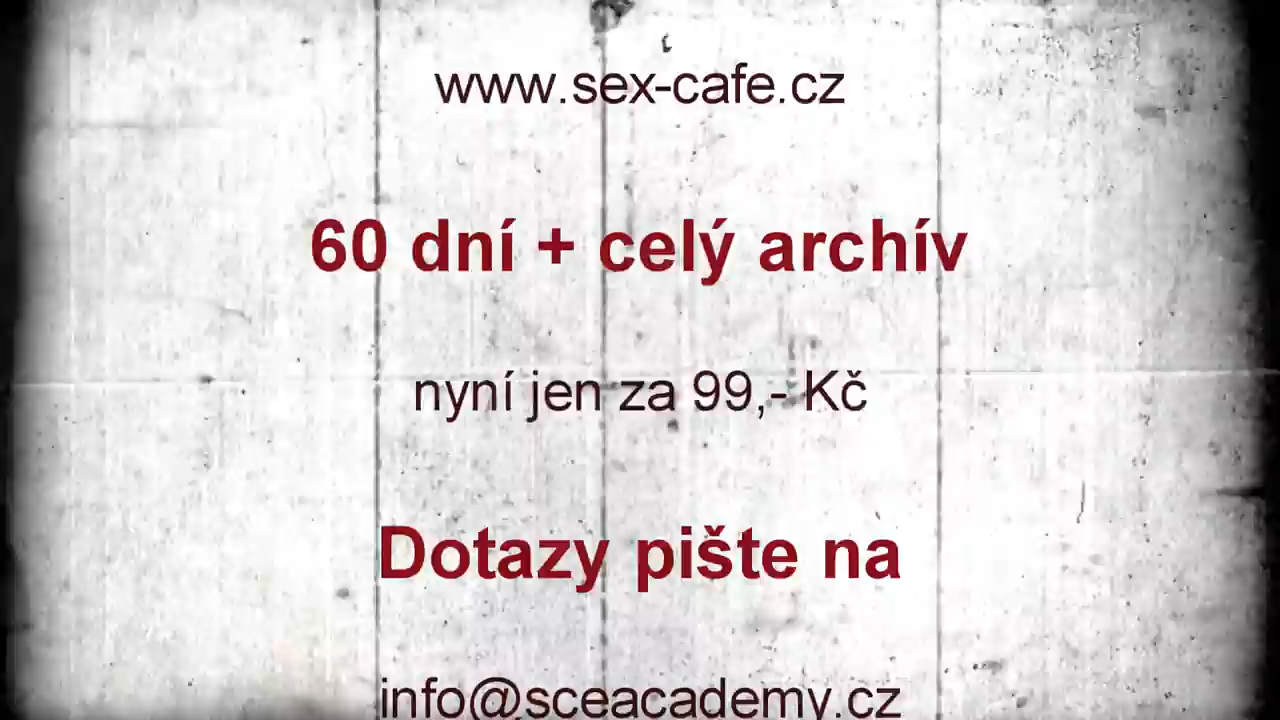 www.sex-cafe.cz
60 dní + celý archív
nyní jen za 99,- Kč
Dotazy pište na
info@sceacademy.cz